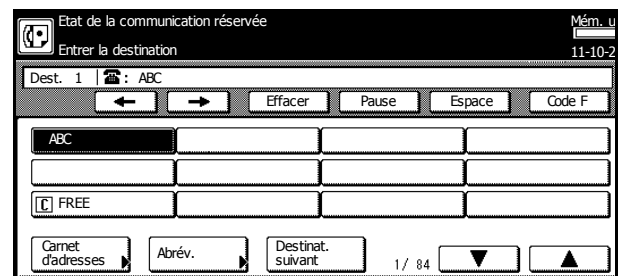 Etat de la communication réservée
Mém. u
Entrer la destination
11-10-2
Dest. 1 ☎: ABC
Effacer Pause Espace Code F
ABC
C FREE
Carnet d'adresses
Abrév.
Destinat. suivant
1/ 84